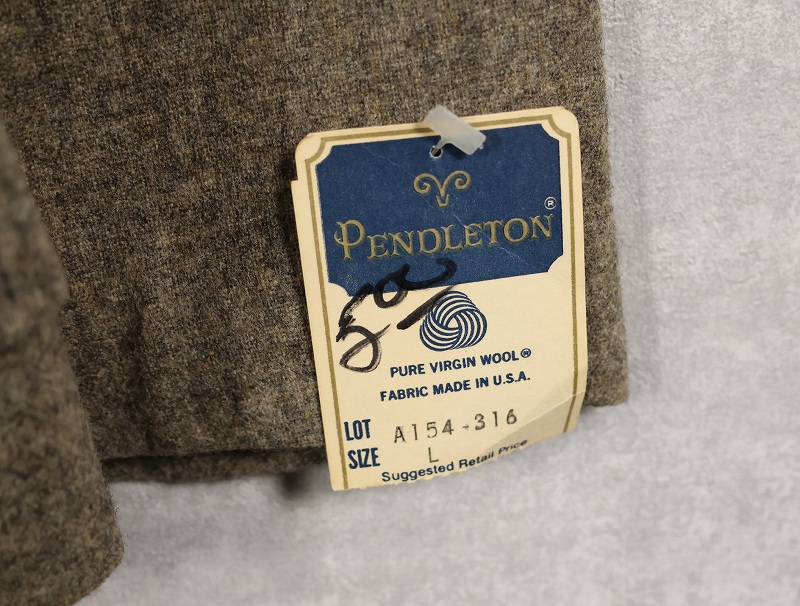 PENDLETON®
PURE VIRGIN WOOL®
FABRIC MADE IN U.S.A.
LOT A154-316
SIZE L
Suggested Retail Price